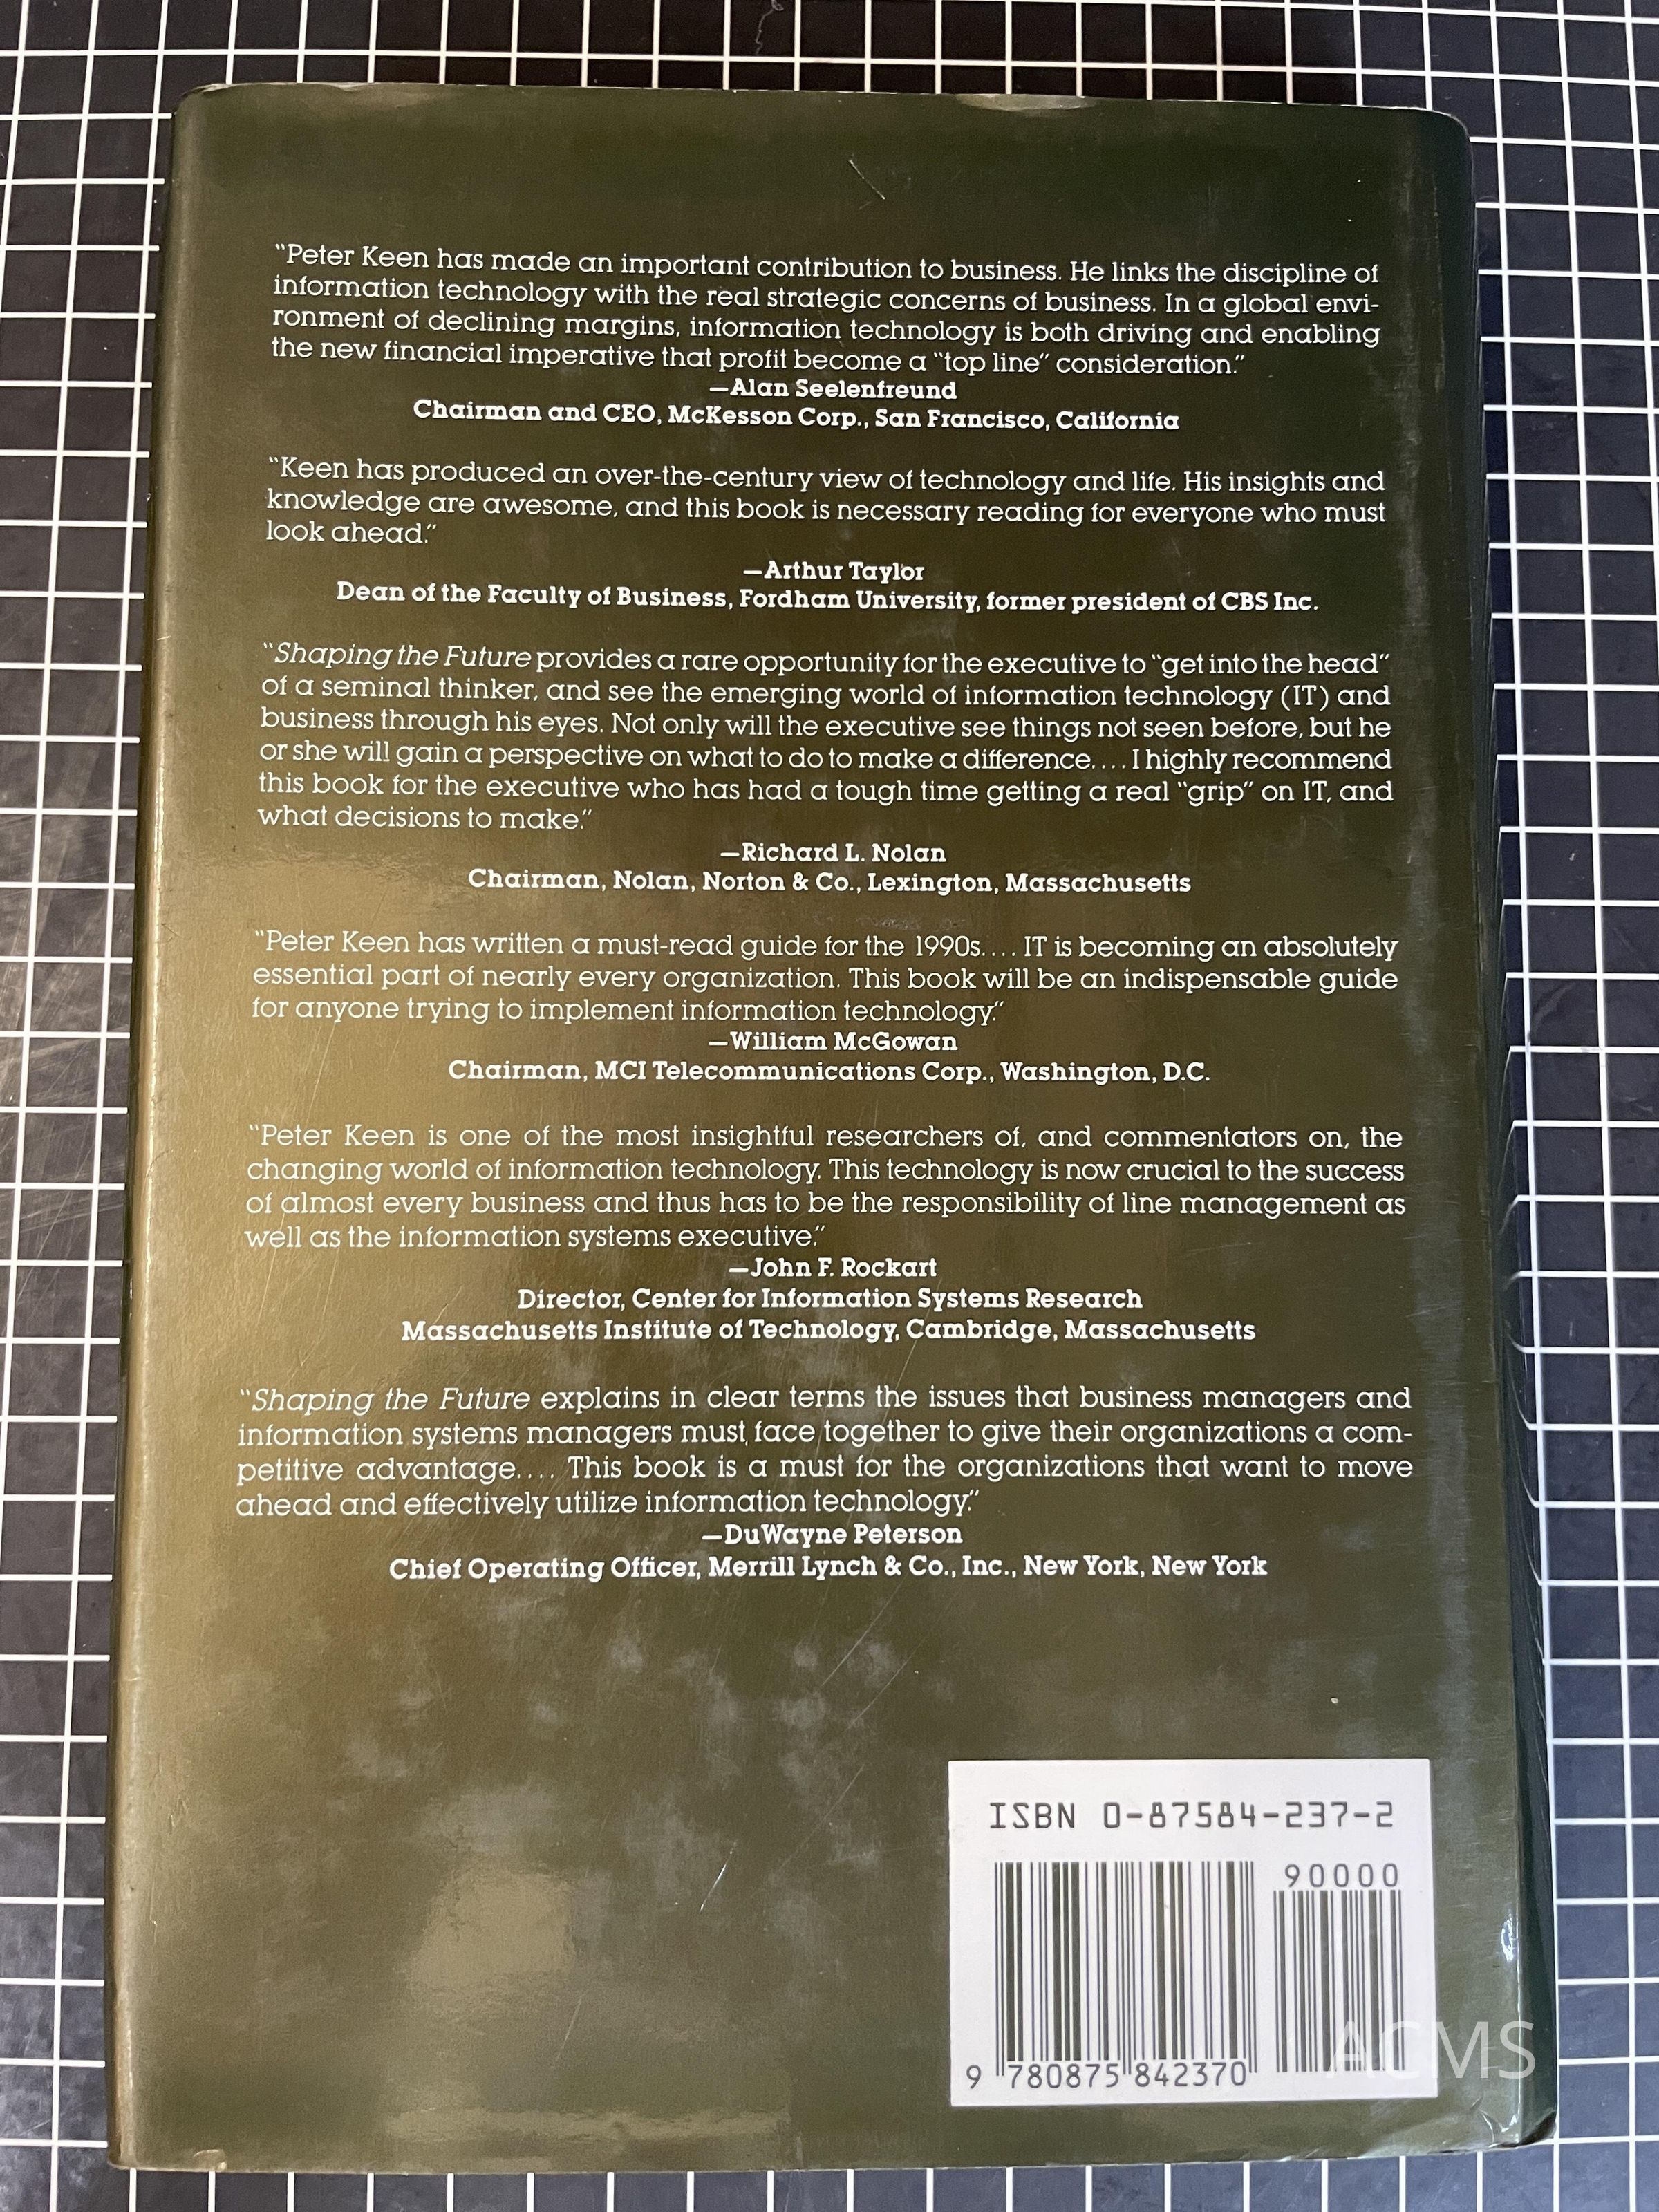 “Peter Keen has made an important contribution to business. He links the discipline of
information technology with the real strategic concerns of business. In a global envi-
ronment of declining margins, information technology is both driving and enabling
the new financial imperative that profit become a “top line” consideration.”
—Alan Seelenfreund
Chairman and CEO, McKesson Corp., San Francisco, California
“Keen has produced an over-the-century view of technology and life. His insights and
knowledge are awesome, and this book is necessary reading for everyone who must
look ahead.”
—Arthur Taylor
Dean of the Faculty of Business, Fordham University, former president of CBS Inc.
“Shaping the Future provides a rare opportunity for the executive to “get into the head”
of a seminal thinker, and see the emerging world of information technology (IT) and
business through his eyes. Not only will the executive see things not seen before, but he
or she will gain a perspective on what to do to make a difference.... I highly recommend
this book for the executive who has had a tough time getting a real “grip” on IT, and
what decisions to make.”
—Richard L. Nolan
Chairman, Nolan, Norton & Co., Lexington, Massachusetts
“Peter Keen has written a must-read guide for the 1990s.... IT is becoming an absolutely
essential part of nearly every organization. This book will be an indispensable guide
for anyone trying to implement information technology.”
—William McGowan
Chairman, MCI Telecommunications Corp., Washington, D.C.
“Peter Keen is one of the most insightful researchers of, and commentators on, the
changing world of information technology. This technology is now crucial to the success
of almost every business and thus has to be the responsibility of line management as
well as the information systems executive.”
—John F. Rockart
Director, Center for Information Systems Research
Massachusetts Institute of Technology, Cambridge, Massachusetts
“Shaping the Future explains in clear terms the issues that business managers and
information systems managers must face together to give their organizations a com-
petitive advantage.... This book is a must for the organizations that want to move
ahead and effectively utilize information technology.”
—DuWayne Peterson
Chief Operating Officer, Merrill Lynch & Co., Inc., New York, New York
ISBN 0-87584-237-2
90000
9 780875 842370
ACMS